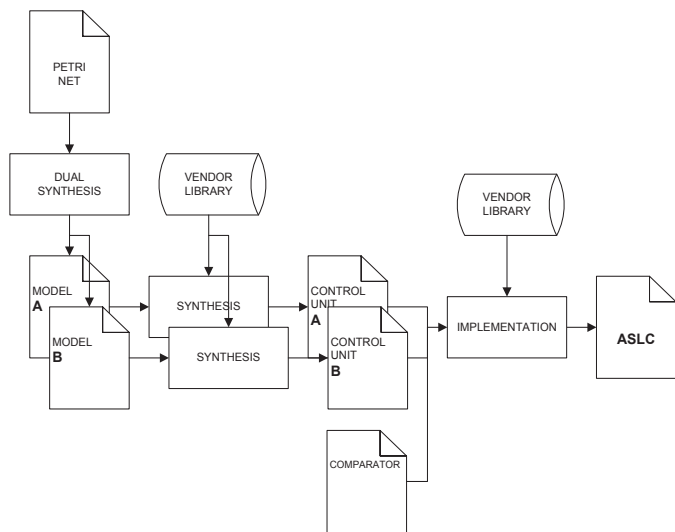 PETRI
NET
DUAL
SYNTHESIS
VENDOR
LIBRARY
VENDOR
LIBRARY
MODEL
A
SYNTHESIS
CONTROL
UNIT
A
MODEL
B
SYNTHESIS
CONTROL
UNIT
B
IMPLEMENTATION
ASLC
COMPARATOR